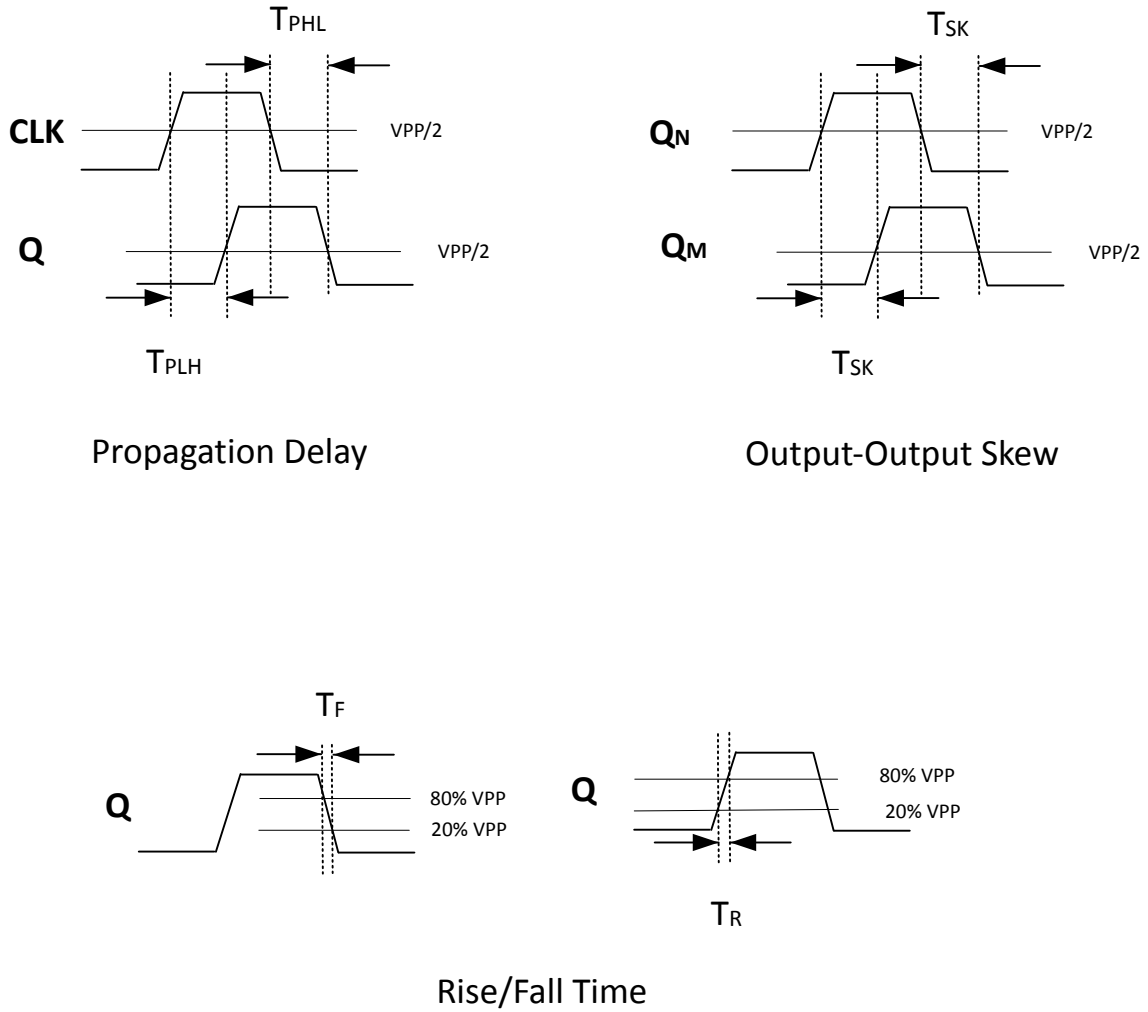 TPHL
CLK
VPP/2
Q
VPP/2
TPLH
Propagation Delay
TSK
QN
VPP/2
QM
VPP/2
TSK
Output-Output Skew
TF
Q
80% VPP
20% VPP
Q
80% VPP
20% VPP
TR
Rise/Fall Time